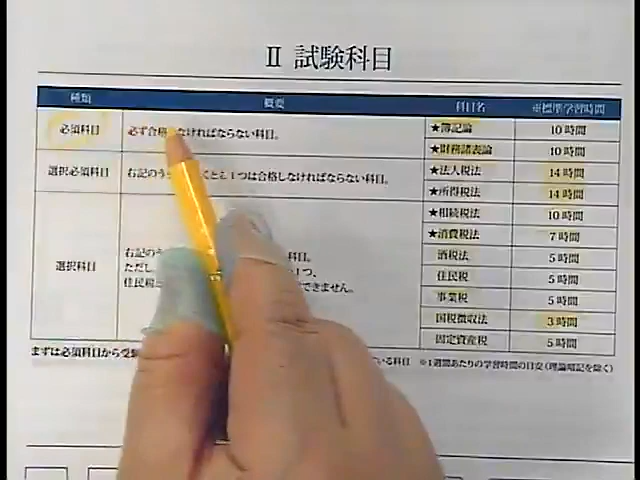 Ⅱ 試験科目
種類 概要 科目名 ※標準学習時間
必須科目 必ず合格しなければならない科目。 ★簿記論 10時間
★財務諸表論 10時間
選択必須科目 右記のう くとも1つは合格しなければならない科目。 ★法人税法 14時間
★所得税法 14時間
選択科目 ★相続税法 10時間
★消費税法 7時間
右記のう 科目。 酒税法 5時間
ただし、 1つ、 住民税 5時間
住民税 できません。 事業税 5時間
国税徴収法 3時間
固定資産税 5時間
まずは必須科目から受験 いる科目 ※1週間あたりの学習時間の目安(理論暗記を除く)